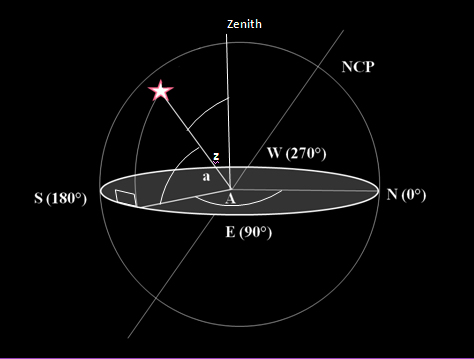 Zenith
NCP
z
W (270°)
a
S (180°)
A
N (0°)
E (90°)